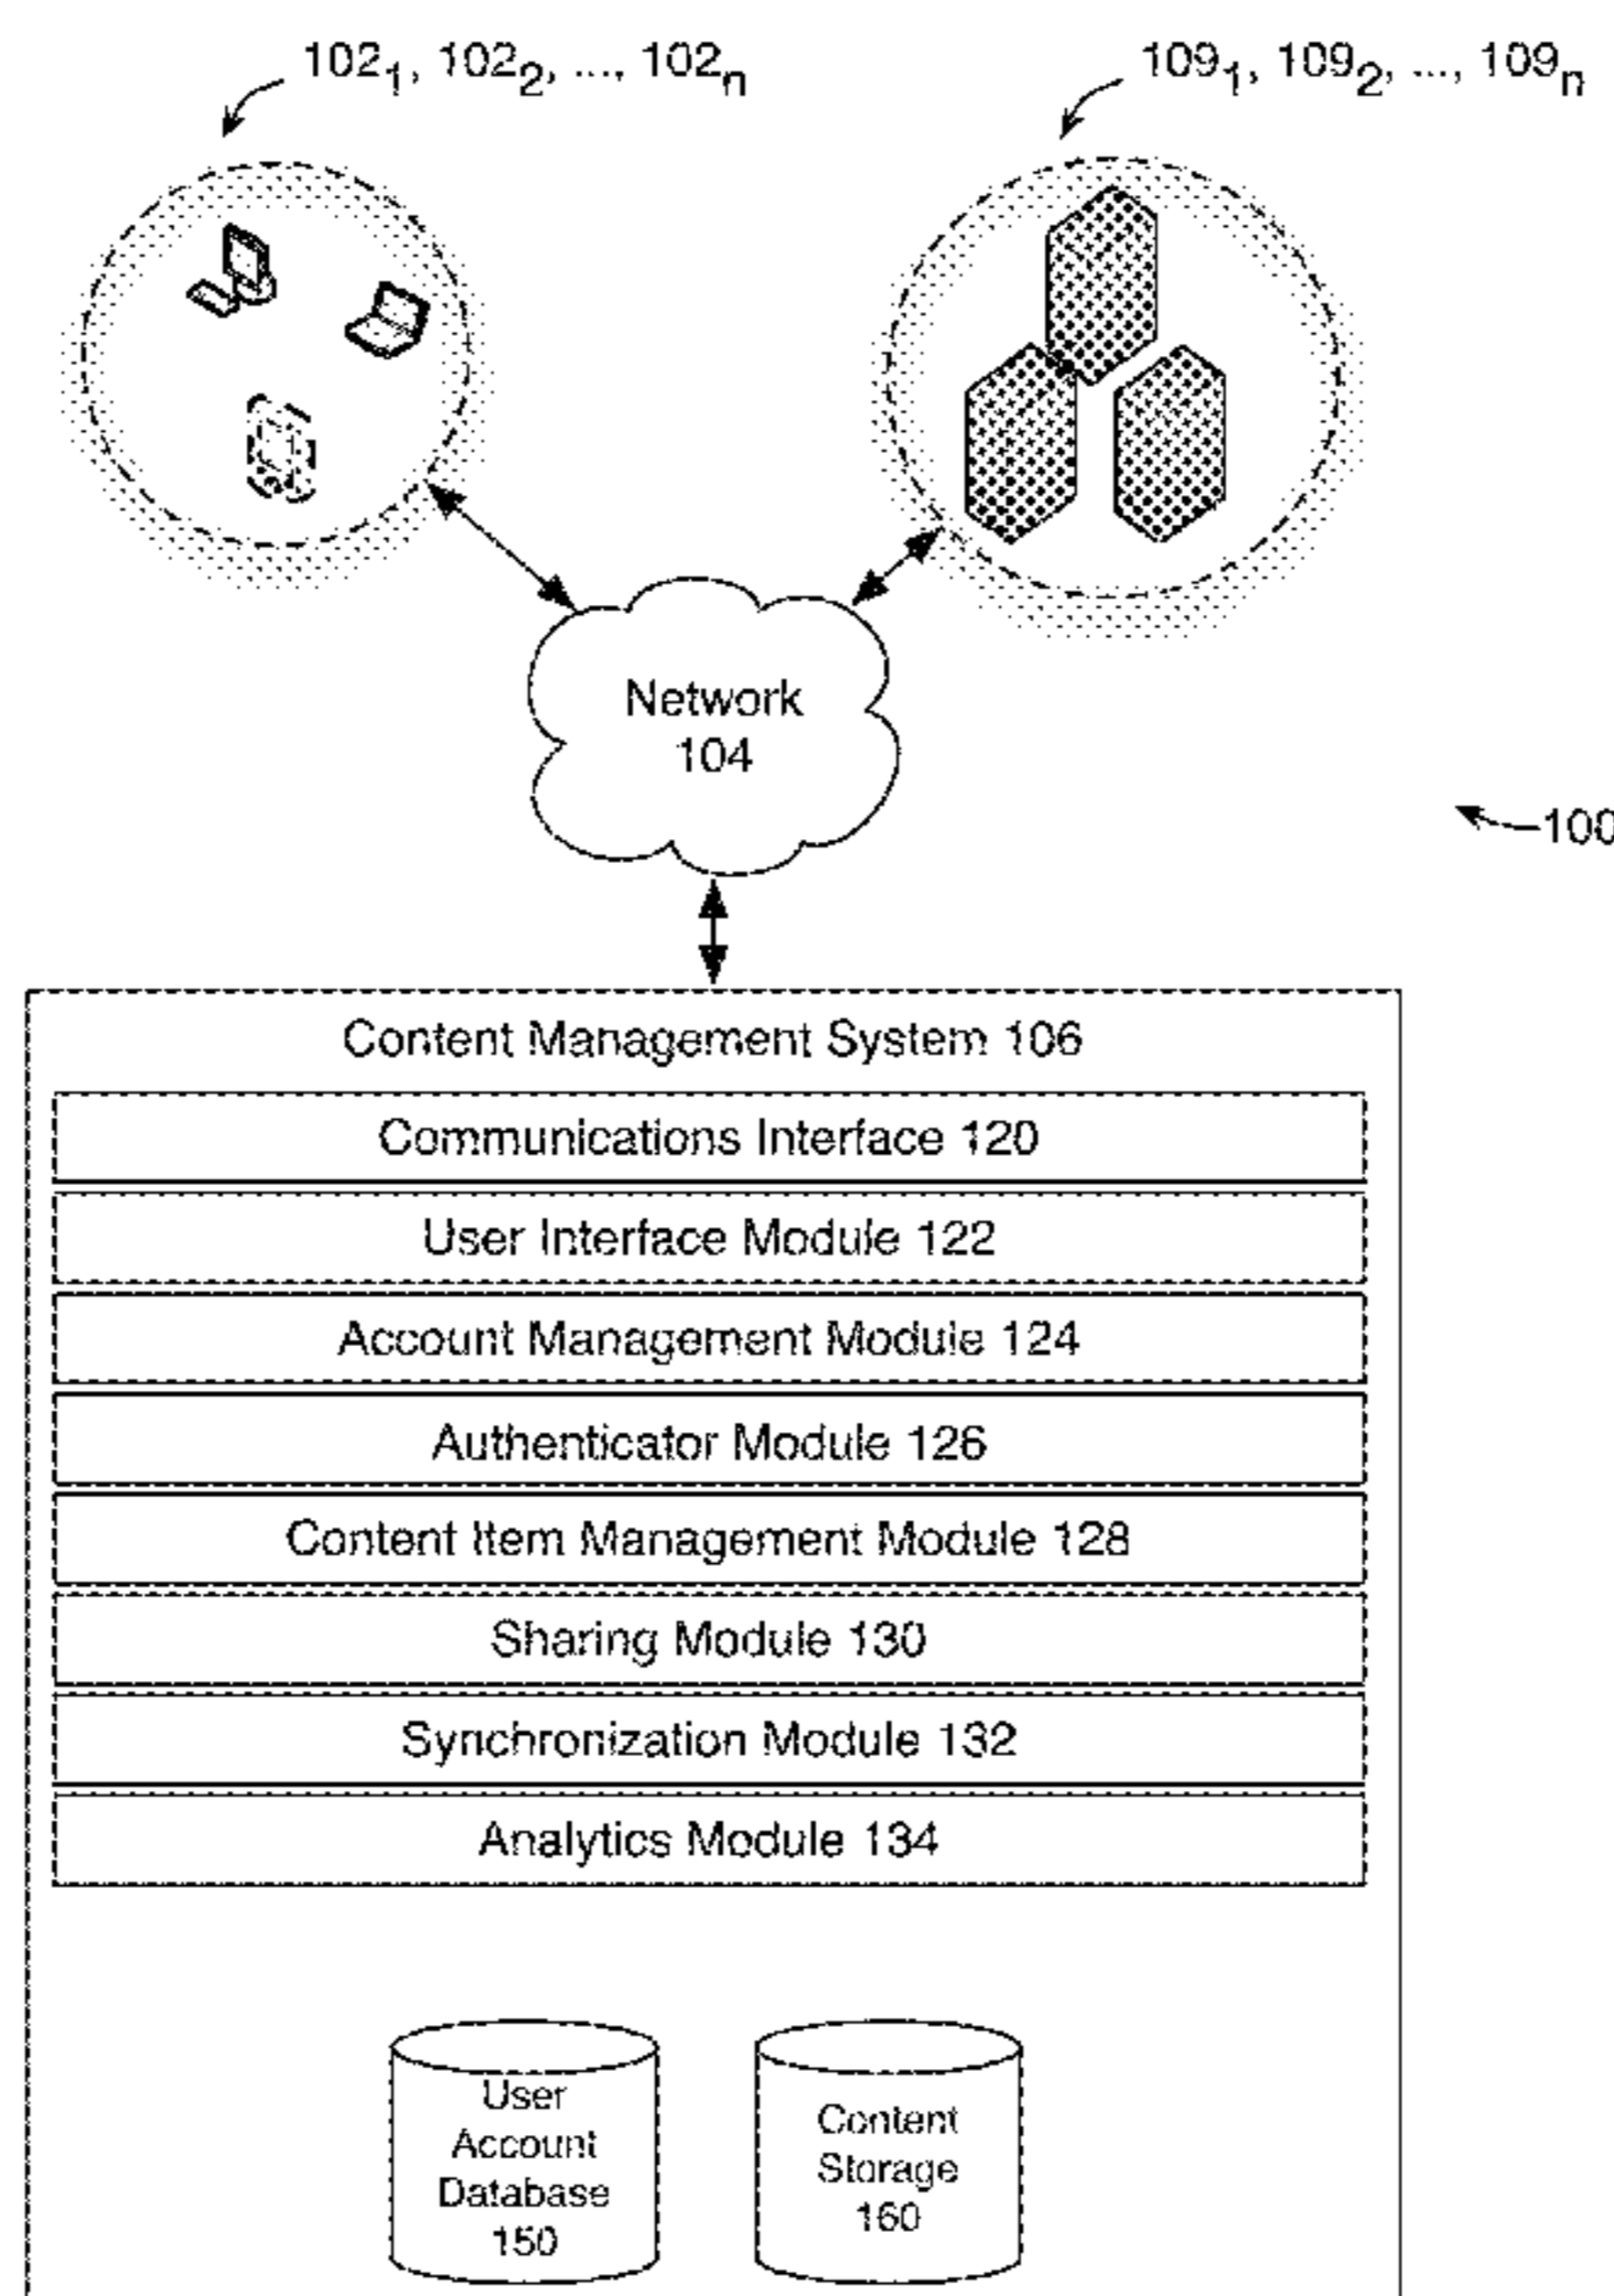 102₁, 102₂, ..., 102ₙ
109₁, 109₂, ..., 109ₙ
Network
104
100
Content Management System 106
Communications Interface 120
User Interface Module 122
Account Management Module 124
Authenticator Module 126
Content Item Management Module 128
Sharing Module 130
Synchronization Module 132
Analytics Module 134
User
Account
Database
150
Content
Storage
160